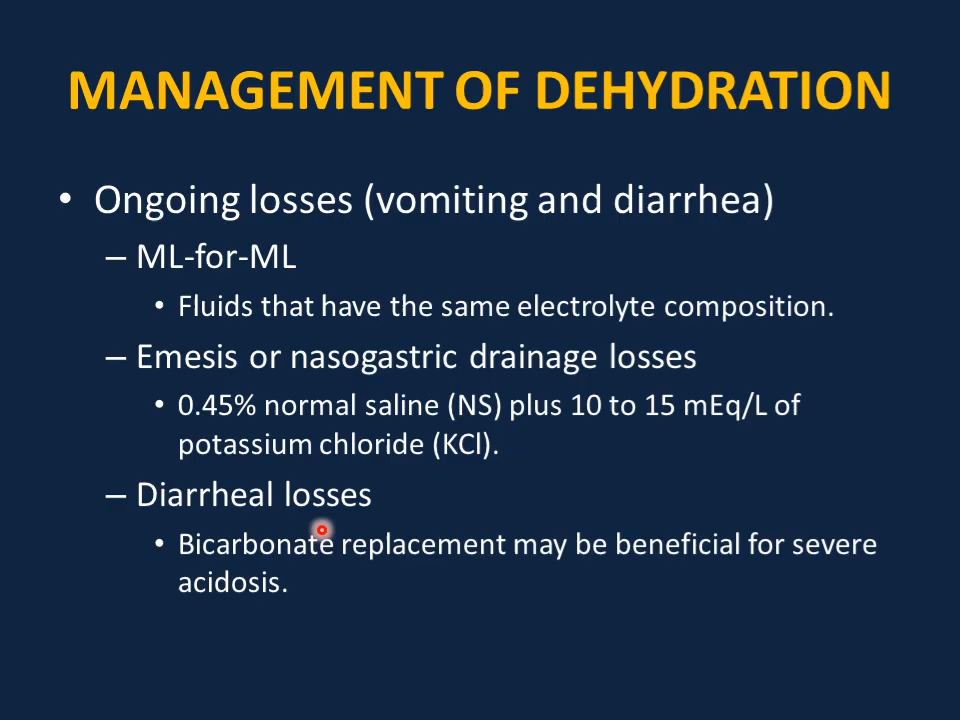 MANAGEMENT OF DEHYDRATION
• Ongoing losses (vomiting and diarrhea)
– ML-for-ML
• Fluids that have the same electrolyte composition.
– Emesis or nasogastric drainage losses
• 0.45% normal saline (NS) plus 10 to 15 mEq/L of
potassium chloride (KCl).
– Diarrheal losses
• Bicarbonate replacement may be beneficial for severe
acidosis.